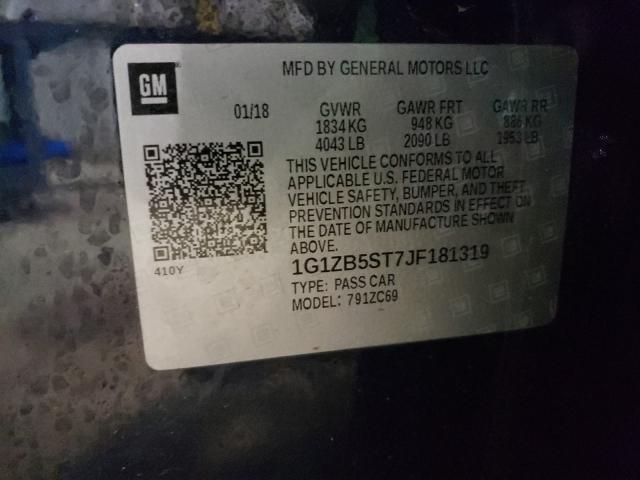 GM
MFD BY GENERAL MOTORS LLC
01/18 GVWR GAWR FRT GAWR RR
1834 KG 948 KG 886 KG
4043 LB 2090 LB 1953 LB
THIS VEHICLE CONFORMS TO ALL
APPLICABLE U.S. FEDERAL MOTOR
VEHICLE SAFETY, BUMPER, AND THEFT
PREVENTION STANDARDS IN EFFECT ON
THE DATE OF MANUFACTURE SHOWN
ABOVE.
410Y
1G1ZB5ST7JF181319
TYPE: PASS CAR
MODEL: 791ZC69